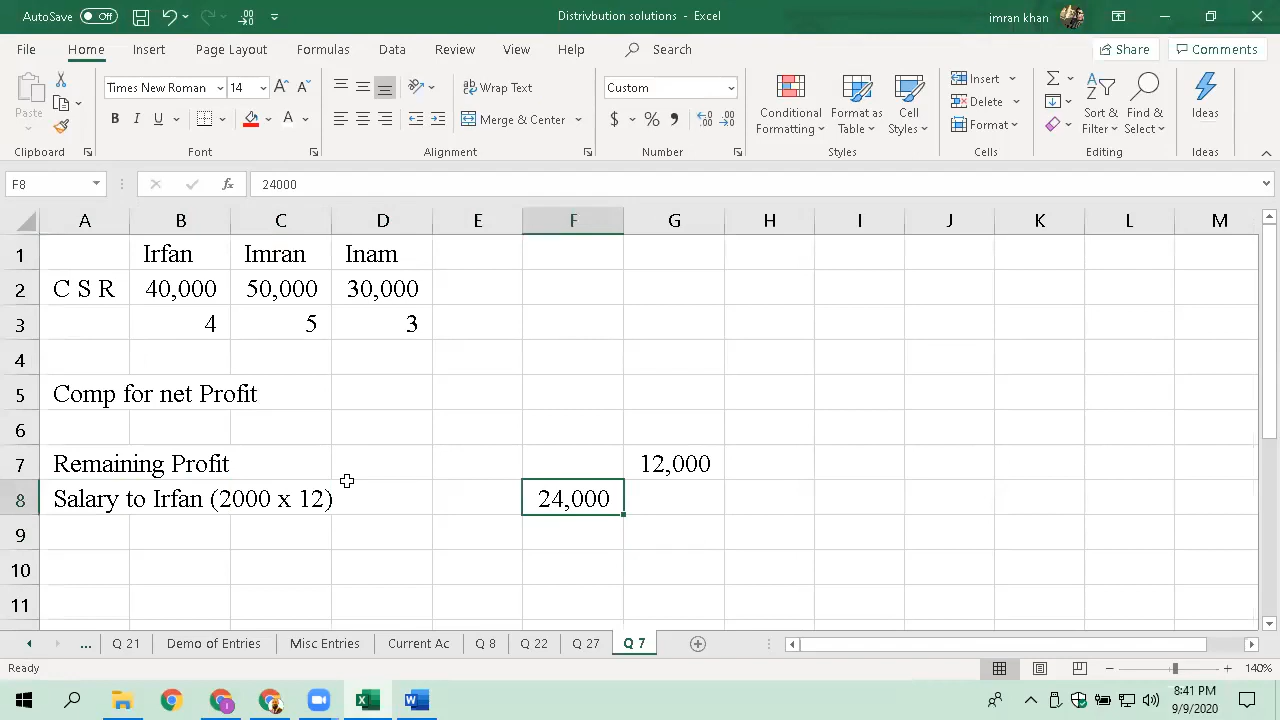 AutoSave Off Distrivbution solutions - Excel imran khan
File Home Insert Page Layout Formulas Data Review View Help Search Share Comments
Paste Times New Roman 14 Wrap Text Custom Conditional Formatting Format as Table Cell Styles Insert Sort & Filter Find & Select Ideas
B I U Merge & Center $ % Delete
Format
Clipboard Font Alignment Number Styles Cells Editing Ideas
F8 fx 24000
A B C D E F G H I J K L M
1 Irfan Imran Inam
2 C S R 40,000 50,000 30,000
3 4 5 3
4
5 Comp for net Profit
6
7 Remaining Profit 12,000
8 Salary to Irfan (2000 x 12) 24,000
9
10
11
... Q 21 Demo of Entries Misc Entries Current Ac Q 8 Q 22 Q 27 Q 7
Ready 140%
8:41 PM
9/9/2020